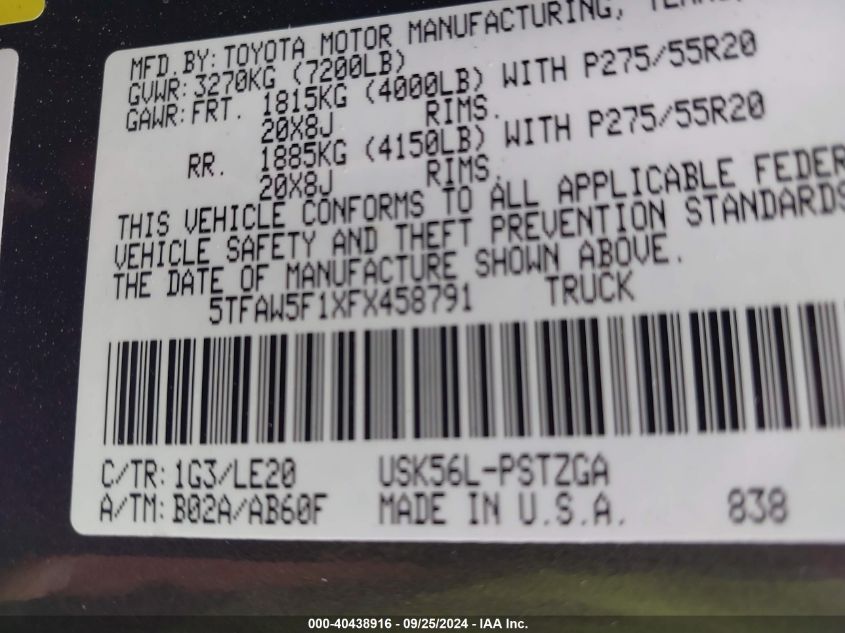 MFD.BY: TOYOTA MOTOR MANUFACTURING,
GVWR: 3270KG (7200LB)
GAWR: FRT. 1815KG (4000LB) WITH P275/55R20
20X8J RIMS.
RR. 1885KG (4150LB) WITH P275/55R20
20X8J RIMS.
THIS VEHICLE CONFORMS TO ALL APPLICABLE FEDER
VEHICLE SAFETY AND THEFT PREVENTION STANDARDS
THE DATE OF MANUFACTURE SHOWN ABOVE.
5TFAW5F1XFX458791 TRUCK
C/TR: 1G3/LE20 USK56L-PSTZGA
A/TM: B02A/AB60F MADE IN U.S.A. 838
000-40438916 - 09/25/2024 - IAA Inc.